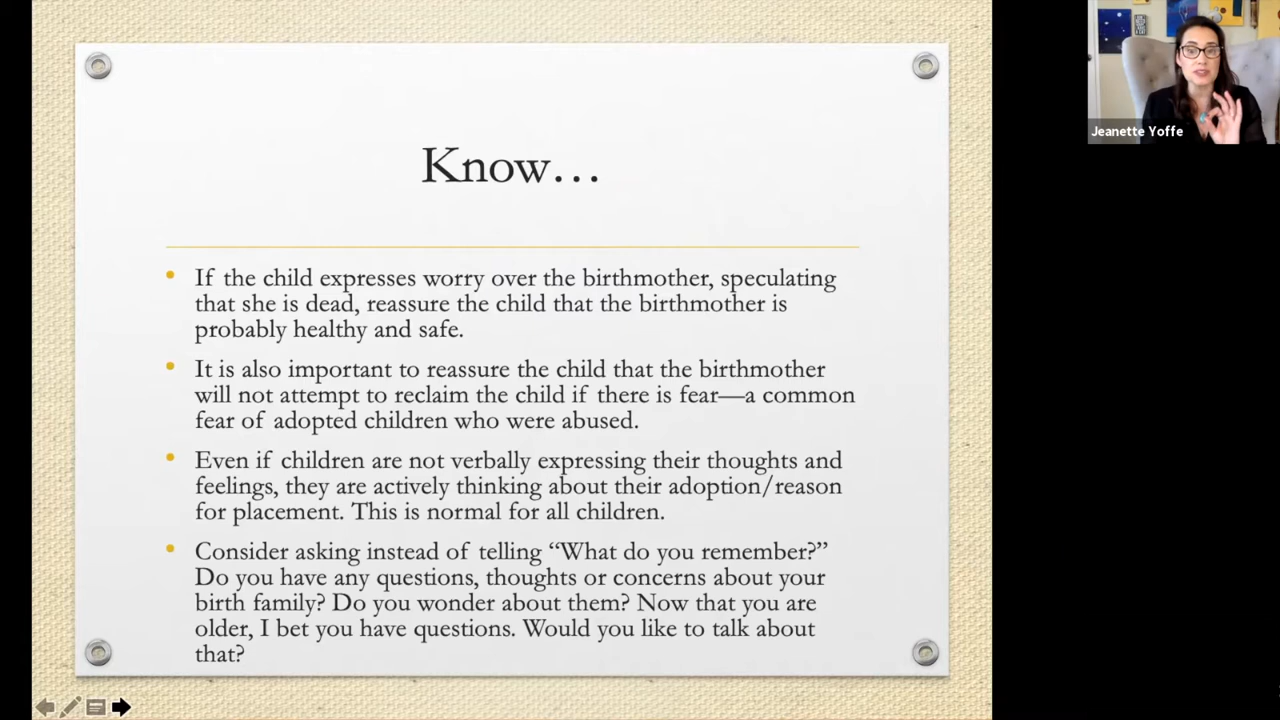 Know…
If the child expresses worry over the birthmother, speculating
that she is dead, reassure the child that the birthmother is
probably healthy and safe.
It is also important to reassure the child that the birthmother
will not attempt to reclaim the child if there is fear—a common
fear of adopted children who were abused.
Even if children are not verbally expressing their thoughts and
feelings, they are actively thinking about their adoption/reason
for placement. This is normal for all children.
Consider asking instead of telling “What do you remember?”
Do you have any questions, thoughts or concerns about your
birth family? Do you wonder about them? Now that you are
older, I bet you have questions. Would you like to talk about
that?
Jeanette Yoffe